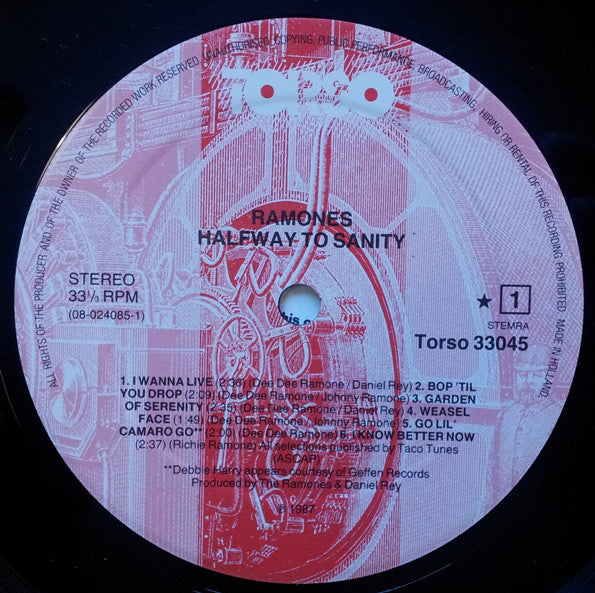 ALL RIGHTS OF THE PRODUCER AND OF THE OWNER OF THE RECORDED WORK RESERVED. UNAUTHORISED COPYING, PUBLIC PERFORMANCE, BROADCASTING, HIRING OR RENTAL OF THIS RECORDING PROHIBITED. MADE IN HOLLAND.
TORSO
RAMONES
HALFWAY TO SANITY
STEREO
33⅓ RPM
(08-024085-1)
★ 1
STEMRA
Torso 33045
1. I WANNA LIVE (2:36) (Dee Dee Ramone / Daniel Rey) 2. BOP 'TIL
YOU DROP (2:09) (Dee Dee Ramone / Johnny Ramone) 3. GARDEN
OF SERENITY (2:35) (Dee Dee Ramone / Daniel Rey) 4. WEASEL
FACE (1:49) (Dee Dee Ramone / Johnny Ramone) 5. GO LIL'
CAMARO GO** (2:00) (Dee Dee Ramone) 6. I KNOW BETTER NOW
(2:37) (Richie Ramone) All selections published by Taco Tunes
(ASCAP)
**Debbie Harry appears courtesy of Geffen Records
Produced by The Ramones & Daniel Rey
℗ 1987